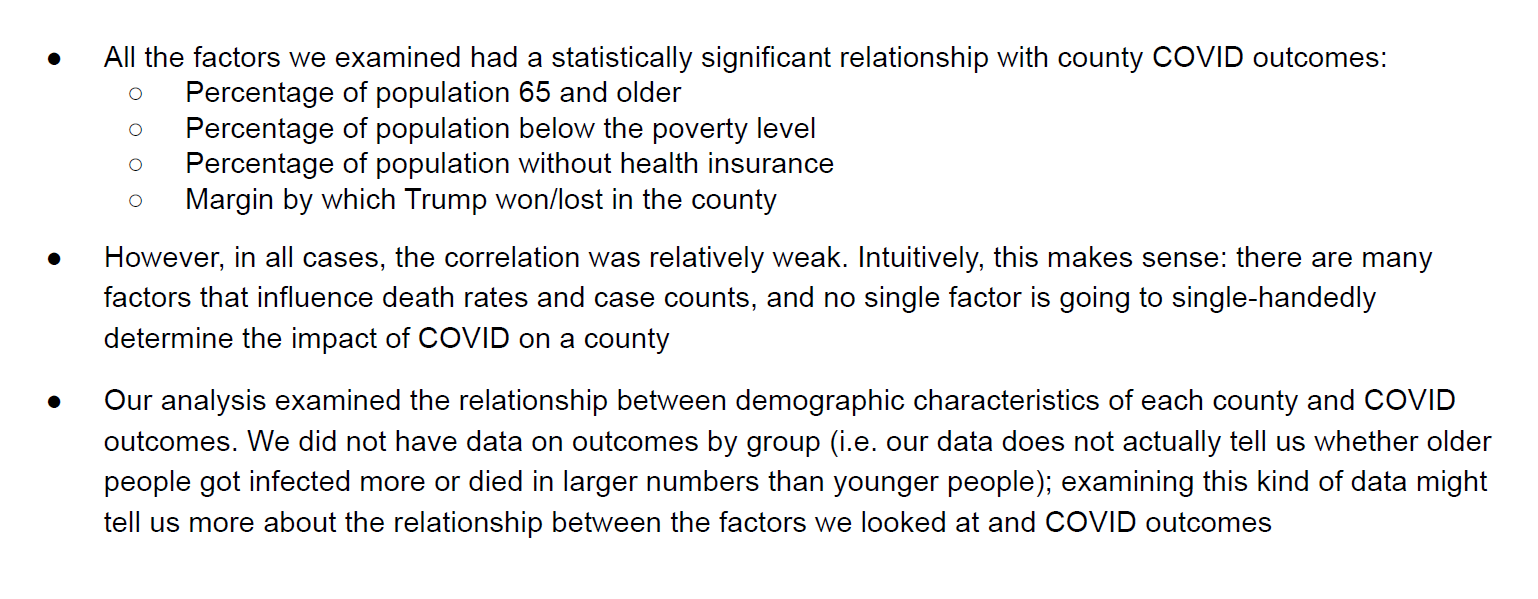 ● All the factors we examined had a statistically significant relationship with county COVID outcomes:
○ Percentage of population 65 and older
○ Percentage of population below the poverty level
○ Percentage of population without health insurance
○ Margin by which Trump won/lost in the county
● However, in all cases, the correlation was relatively weak. Intuitively, this makes sense: there are many
factors that influence death rates and case counts, and no single factor is going to single-handedly
determine the impact of COVID on a county
● Our analysis examined the relationship between demographic characteristics of each county and COVID
outcomes. We did not have data on outcomes by group (i.e. our data does not actually tell us whether older
people got infected more or died in larger numbers than younger people); examining this kind of data might
tell us more about the relationship between the factors we looked at and COVID outcomes